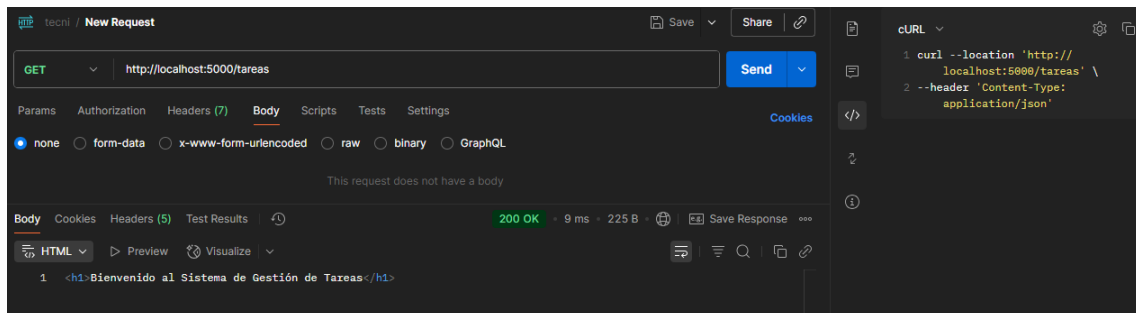 HTTP tecni / New Request Save Share
GET http://localhost:5000/tareas Send
Params Authorization Headers (7) Body Scripts Tests Settings Cookies
none form-data x-www-form-urlencoded raw binary GraphQL
This request does not have a body
Body Cookies Headers (5) Test Results 200 OK 9 ms 225 B e.g. Save Response
HTML Preview Visualize
1 <h1>Bienvenido al Sistema de Gestión de Tareas</h1>
cURL
1 curl --location 'http://
localhost:5000/tareas' \
2 --header 'Content-Type:
application/json'